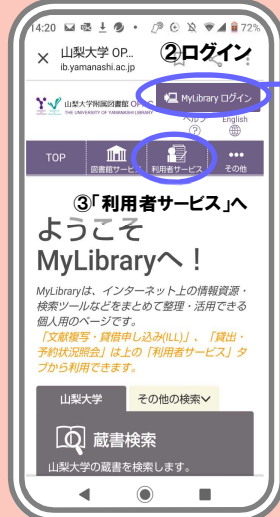 14:20
72%
山梨大学 OP...
ib.yamanashi.ac.jp
②ログイン
MyLibrary ログイン
山梨大学附属図書館 OP
THE UNIVERSITY OF YAMANASHI LIBRARY
ヘルプ
English
TOP
図書館サービス
利用者サービス
その他
③「利用者サービス」へ
ようこそ
MyLibraryへ！
MyLibraryは、インターネット上の情報資源・
検索ツールなどをまとめて整理・活用できる
個人用のページです。
「文献複写・貸借申し込み(ILL)」、「貸出・
予約状況照会」は上の「利用者サービス」タ
ブから利用できます。
山梨大学
その他の検索
蔵書検索
山梨大学の蔵書を検索します。